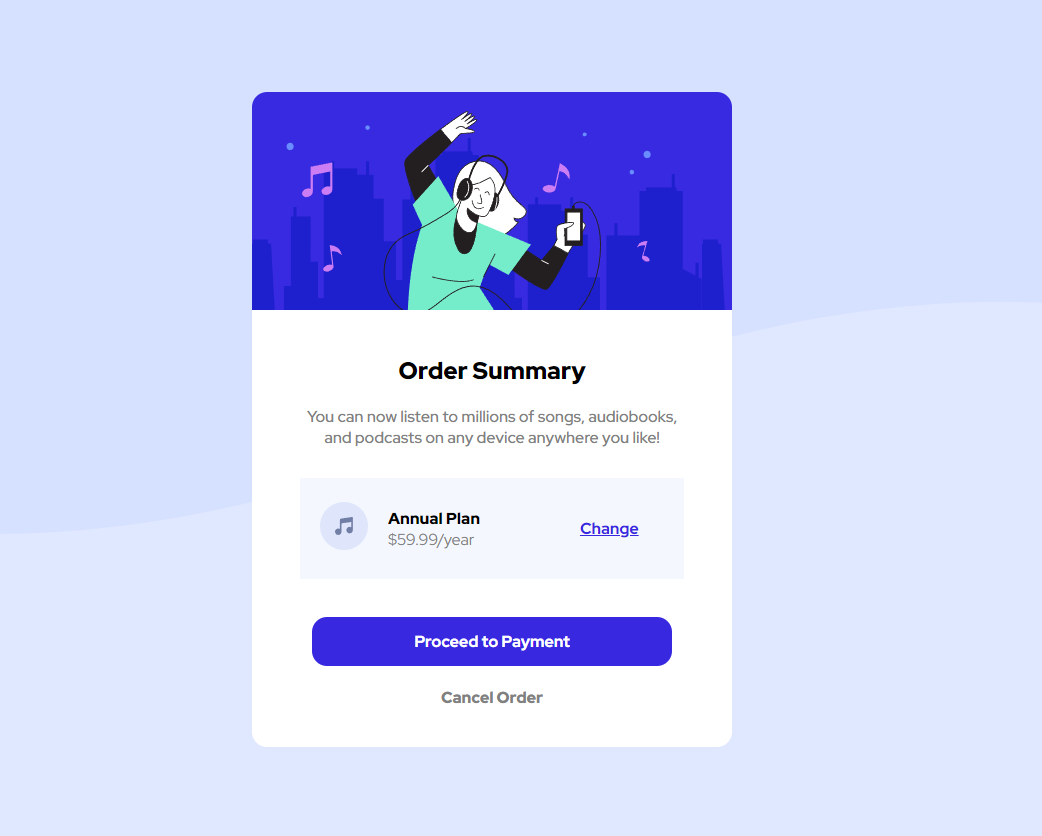 Order Summary
You can now listen to millions of songs, audiobooks,
and podcasts on any device anywhere you like!
Annual Plan
$59.99/year
Change
Proceed to Payment
Cancel Order